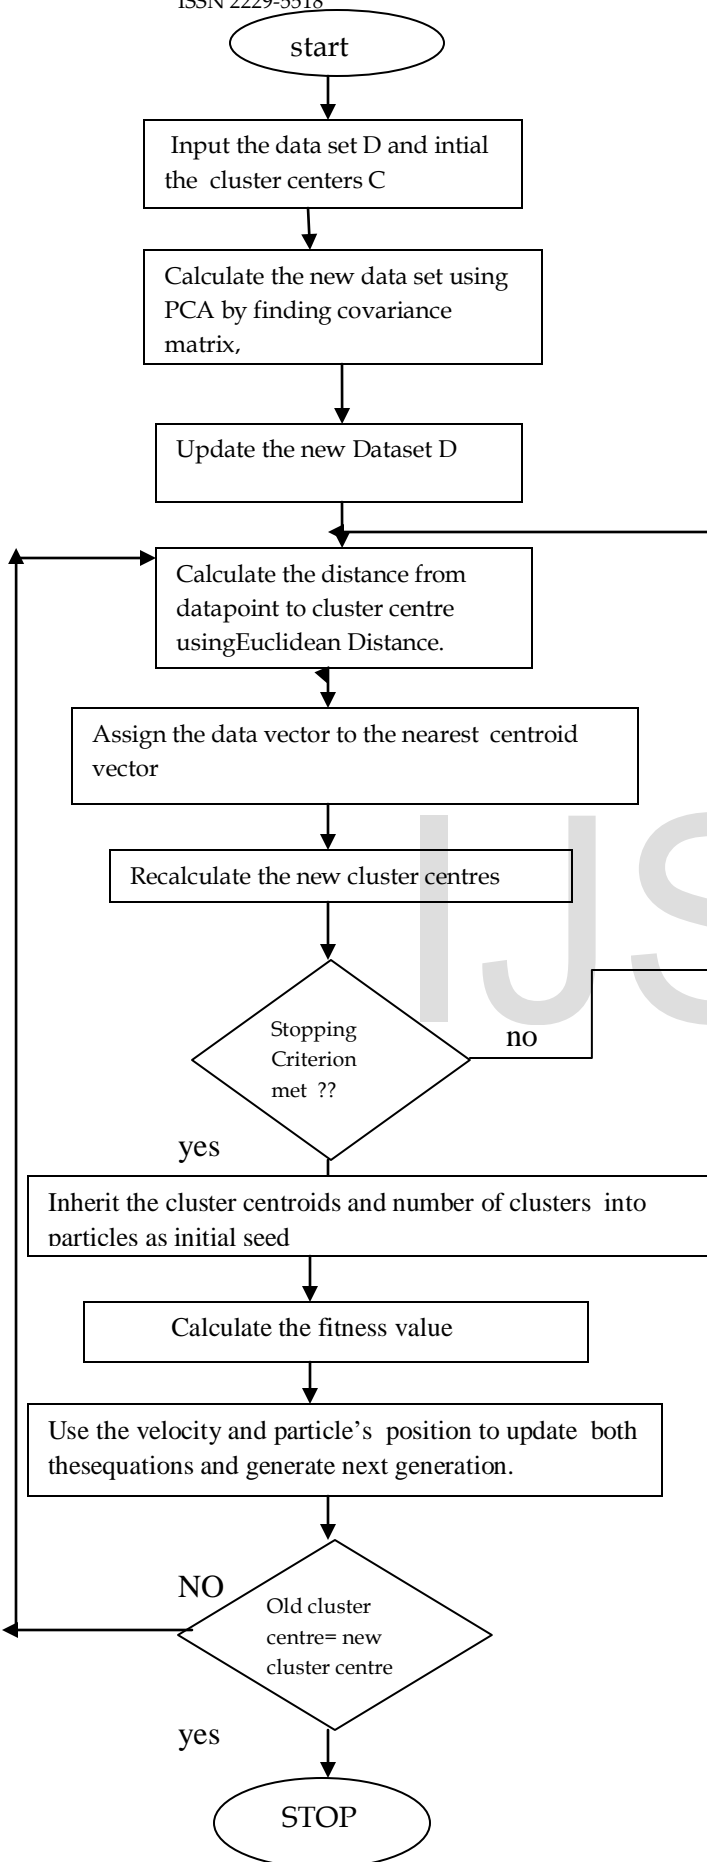 ISSN 2229-5518
start
Input the data set D and intial
the cluster centers C
Calculate the new data set using
PCA by finding covariance
matrix,
Update the new Dataset D
Calculate the distance from
datapoint to cluster centre
usingEuclidean Distance.
Assign the data vector to the nearest centroid
vector
Recalculate the new cluster centres
IJS
Stopping
Criterion
met ??
no
yes
Inherit the cluster centroids and number of clusters into
particles as initial seed
Calculate the fitness value
Use the velocity and particle’s position to update both
thesequations and generate next generation.
NO
Old cluster
centre= new
cluster centre
yes
STOP